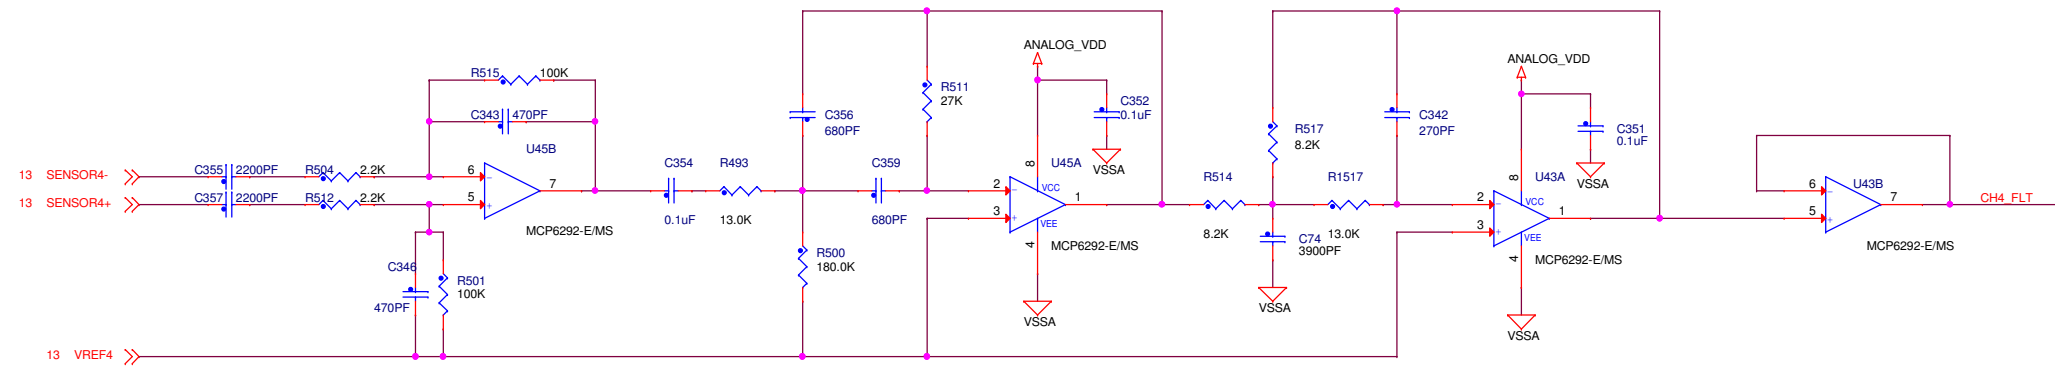 ANALOG_VDD
ANALOG_VDD
R515 100K
R511
27K
C343 470PF
C356
680PF
C352
0.1uF
C342
270PF
R517
8.2K
C351
0.1uF
U45B
8
VSSA
U45A
8
VSSA
U43A
13 SENSOR4-
C355 2200PF
R504 2.2K
6
7
C354
R493
C359
2
VCC
1
R514
R1517
2
VCC
1
6
U43B
7
CH4_FLT
13 SENSOR4+
C357 2200PF
R512 2.2K
5
0.1uF
13.0K
680PF
3
VEE
8.2K
C74 13.0K
3900PF
3
VEE
5
MCP6292-E/MS
4
MCP6292-E/MS
4
MCP6292-E/MS
MCP6292-E/MS
C346
470PF
R501
100K
R500
180.0K
VSSA
VSSA
VSSA
13 VREF4